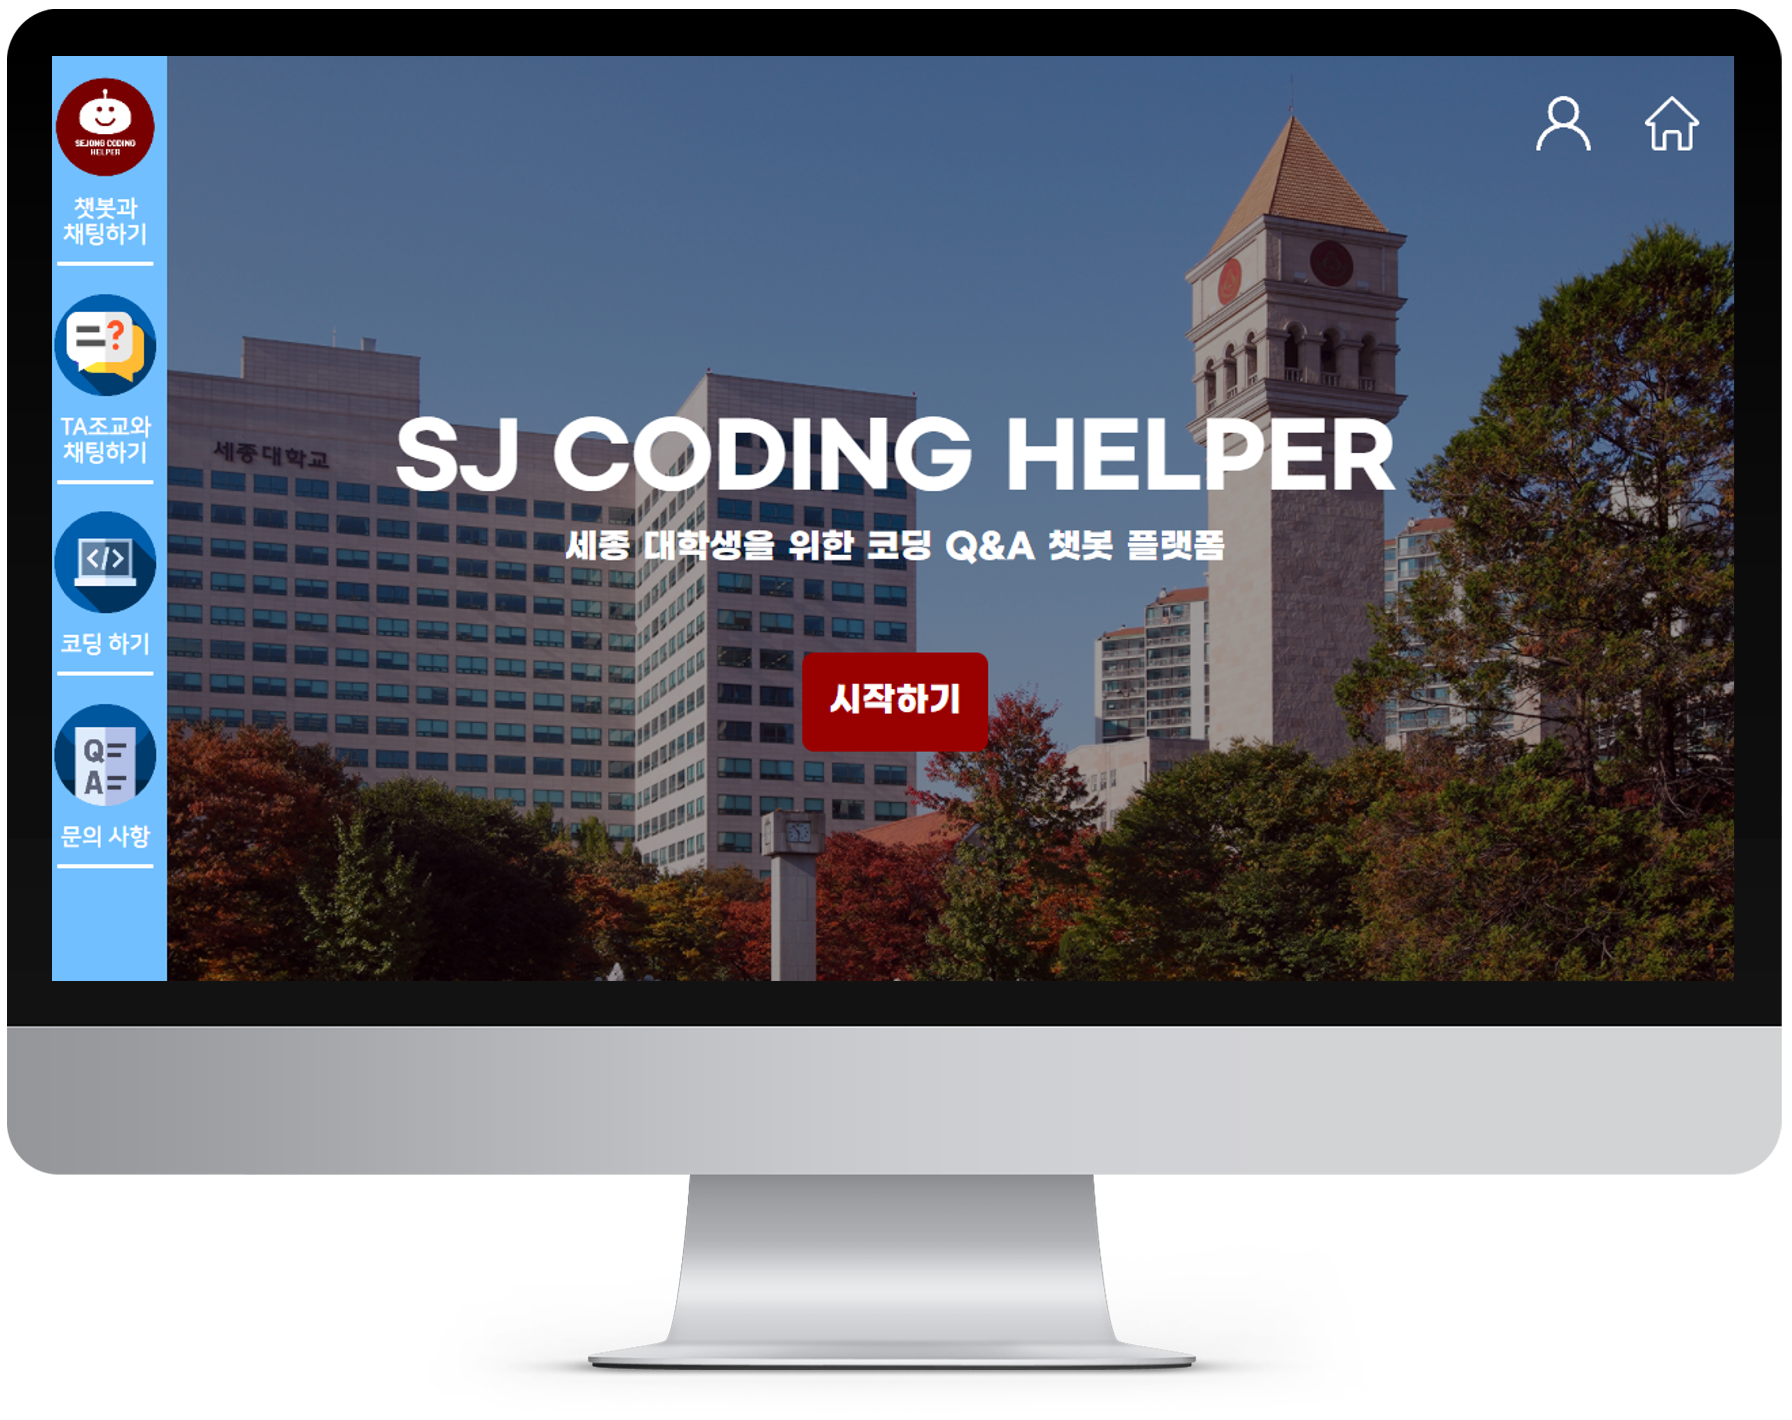 SEJONG CODING
HELPER
챗봇과
채팅하기
?
TA조교와
채팅하기
</>
코딩 하기
Q
A
문의 사항
세종대학교
SJ CODING HELPER
세종 대학생을 위한 코딩 Q&A 챗봇 플랫폼
시작하기